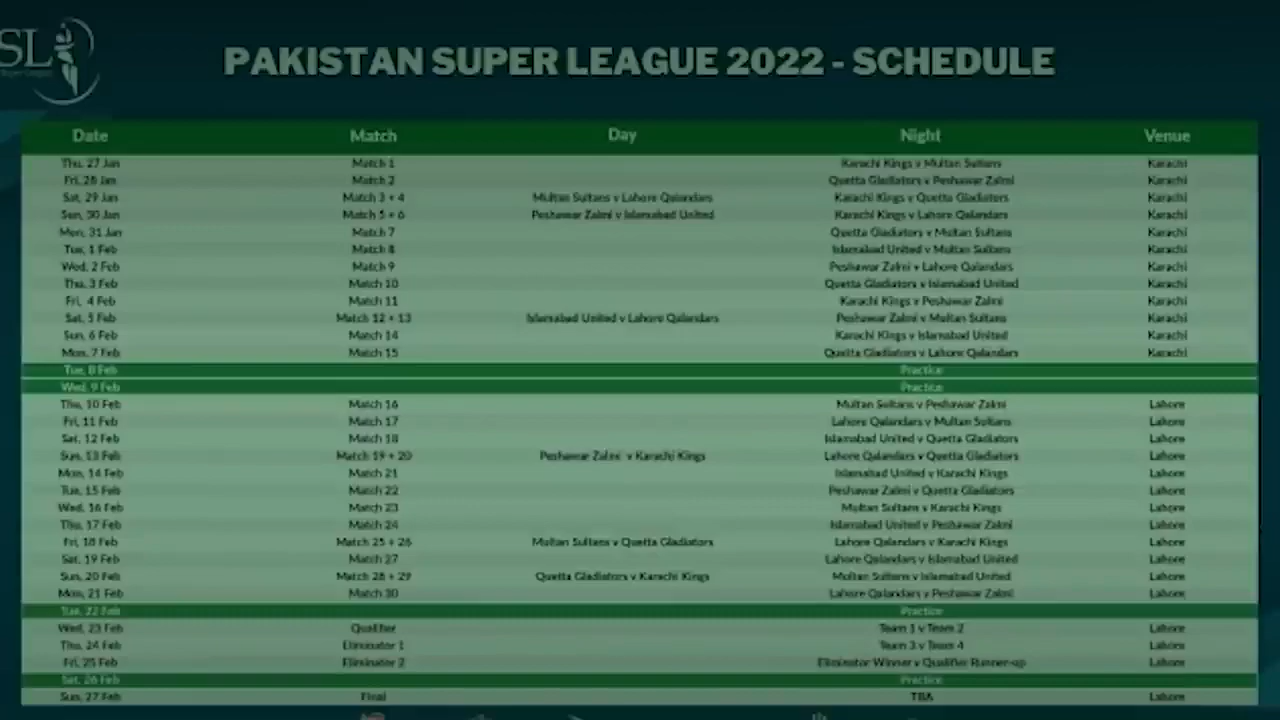 SL
PAKISTAN SUPER LEAGUE 2022 - SCHEDULE
Date Match Day Night Venue
Thu, 27 Jan Match 1 Karachi Kings v Multan Sultans Karachi
Fri, 28 Jan Match 2 Quetta Gladiators v Peshawar Zalmi Karachi
Sat, 29 Jan Match 3 + 4 Multan Sultans v Lahore Qalandars Karachi Kings v Quetta Gladiators Karachi
Sun, 30 Jan Match 5 + 6 Peshawar Zalmi v Islamabad United Karachi Kings v Lahore Qalandars Karachi
Mon, 31 Jan Match 7 Quetta Gladiators v Multan Sultans Karachi
Tue, 1 Feb Match 8 Islamabad United v Multan Sultans Karachi
Wed, 2 Feb Match 9 Peshawar Zalmi v Lahore Qalandars Karachi
Thu, 3 Feb Match 10 Quetta Gladiators v Islamabad United Karachi
Fri, 4 Feb Match 11 Karachi Kings v Peshawar Zalmi Karachi
Sat, 5 Feb Match 12 + 13 Islamabad United v Lahore Qalandars Peshawar Zalmi v Multan Sultans Karachi
Sun, 6 Feb Match 14 Karachi Kings v Islamabad United Karachi
Mon, 7 Feb Match 15 Quetta Gladiators v Lahore Qalandars Karachi
Tue, 8 Feb Practice
Wed, 9 Feb Practice
Thu, 10 Feb Match 16 Multan Sultans v Peshawar Zalmi Lahore
Fri, 11 Feb Match 17 Lahore Qalandars v Multan Sultans Lahore
Sat, 12 Feb Match 18 Islamabad United v Quetta Gladiators Lahore
Sun, 13 Feb Match 19 + 20 Peshawar Zalmi v Karachi Kings Lahore Qalandars v Quetta Gladiators Lahore
Mon, 14 Feb Match 21 Islamabad United v Karachi Kings Lahore
Tue, 15 Feb Match 22 Peshawar Zalmi v Quetta Gladiators Lahore
Wed, 16 Feb Match 23 Multan Sultans v Karachi Kings Lahore
Thu, 17 Feb Match 24 Islamabad United v Peshawar Zalmi Lahore
Fri, 18 Feb Match 25 + 26 Multan Sultans v Quetta Gladiators Lahore Qalandars v Karachi Kings Lahore
Sat, 19 Feb Match 27 Lahore Qalandars v Islamabad United Lahore
Sun, 20 Feb Match 28 + 29 Quetta Gladiators v Karachi Kings Multan Sultans v Islamabad United Lahore
Mon, 21 Feb Match 30 Lahore Qalandars v Peshawar Zalmi Lahore
Tue, 22 Feb Practice
Wed, 23 Feb Qualifier Team 1 v Team 2 Lahore
Thu, 24 Feb Eliminator 1 Team 3 v Team 4 Lahore
Fri, 25 Feb Eliminator 2 Eliminator Winner v Qualifier Runner-up Lahore
Sat, 26 Feb Practice
Sun, 27 Feb Final TBA Lahore